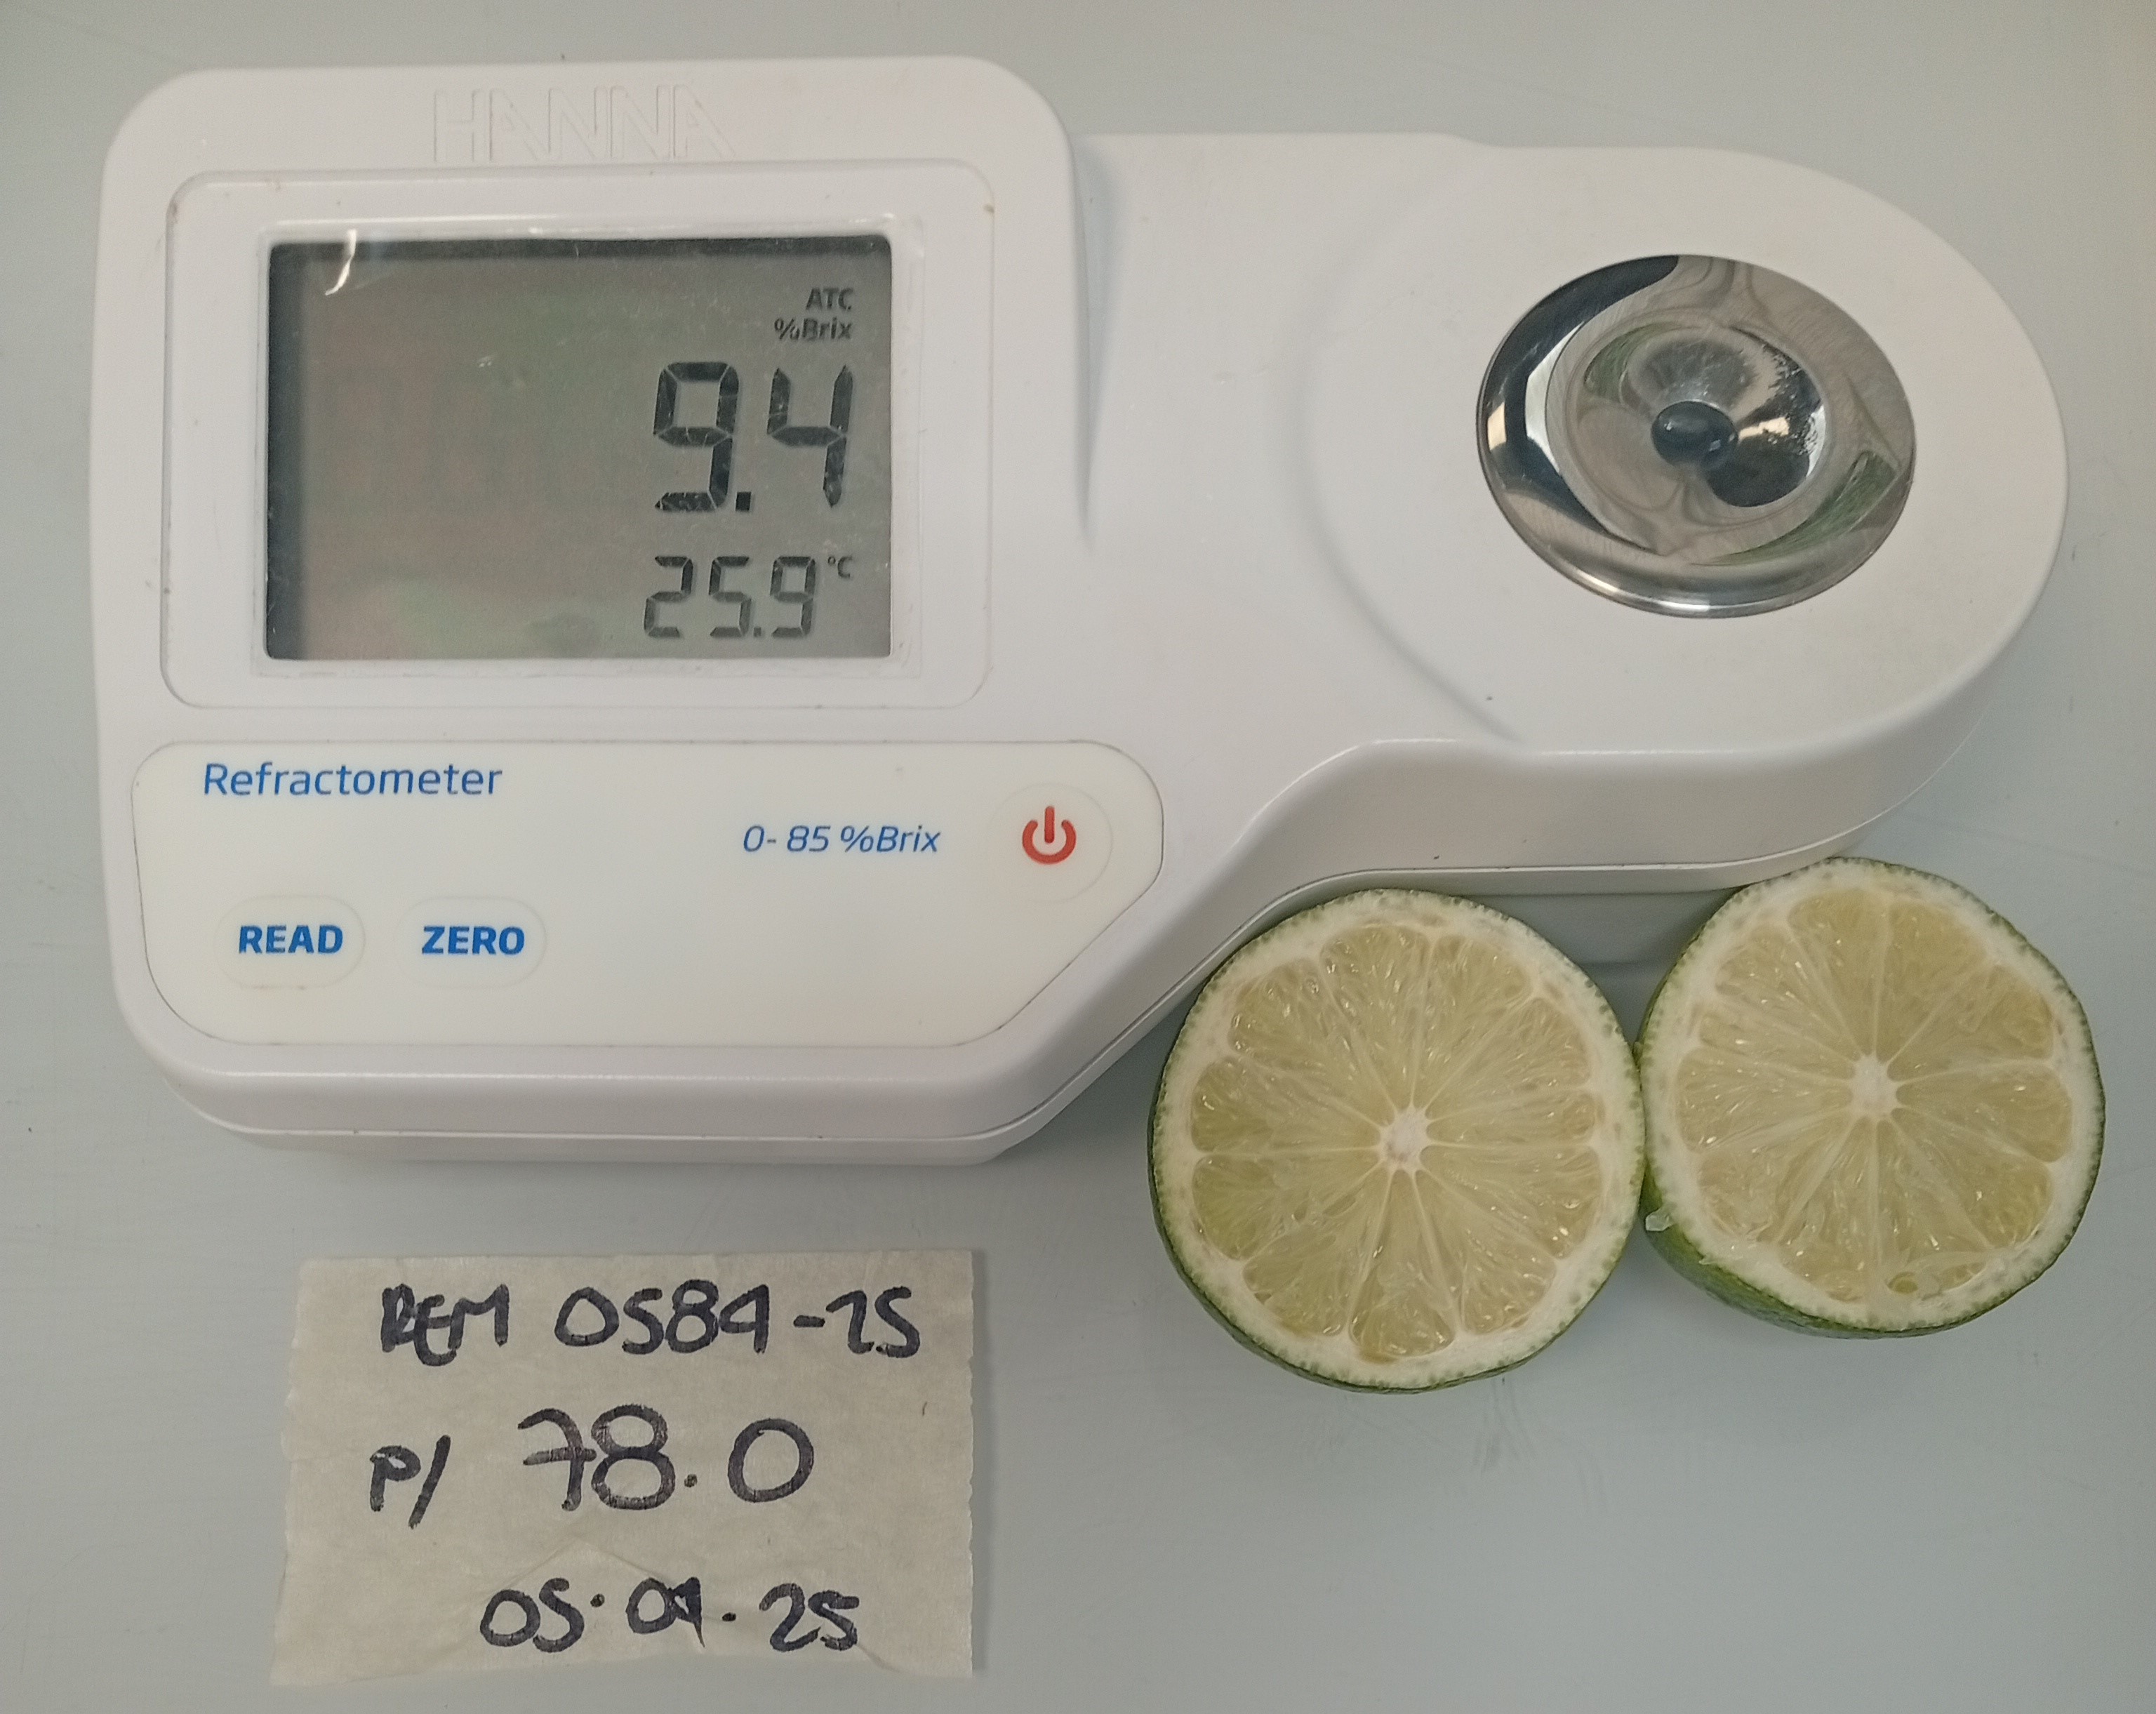 HANNA
ATC
%Brix
9.4
25.9 °C
Refractometer
0- 85 %Brix
READ ZERO
REM 0584-25
P/ 78.0
05.04.25